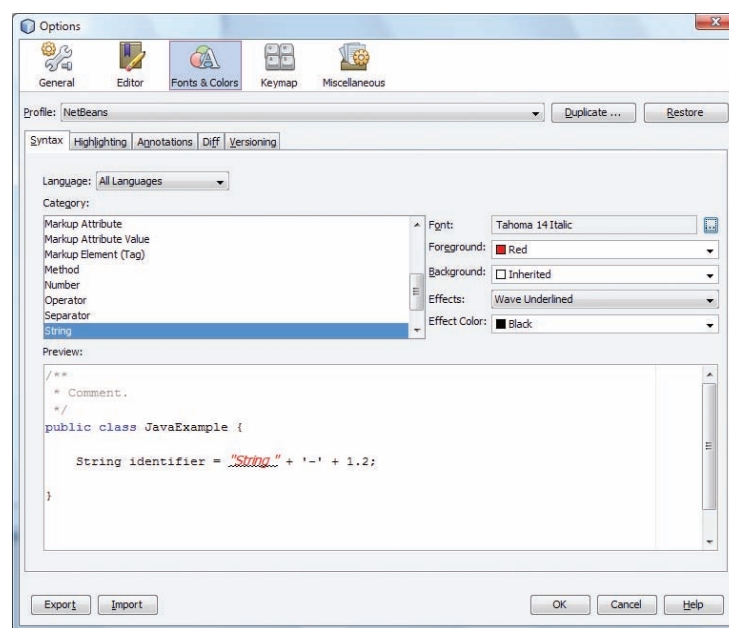 Options
General Editor Fonts & Colors Keymap Miscellaneous
Profile: NetBeans Duplicate ... Restore
Syntax Highlighting Annotations Diff Versioning
Language: All Languages
Category:
Markup Attribute
Markup Attribute Value
Markup Element (Tag)
Method
Number
Operator
Separator
String
Font: Tahoma 14 Italic ...
Foreground: Red
Background: Inherited
Effects: Wave Underlined
Effect Color: Black
Preview:
/**
* Comment.
*/
public class JavaExample {
String identifier = "String " + '-' + 1.2;
}
Export Import OK Cancel Help